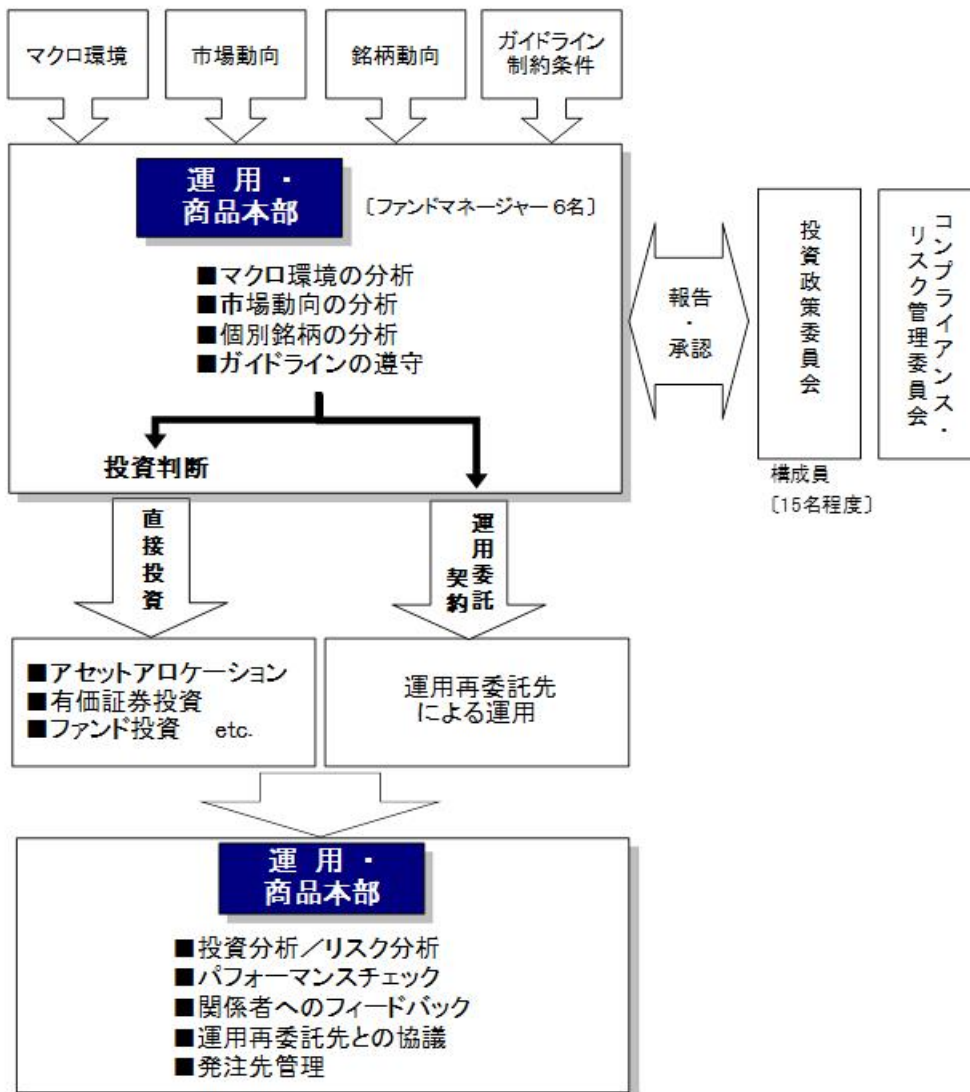 マクロ環境
市場動向
銘柄動向
ガイドライン
制約条件
運 用 ・
商品本部
〔ファンドマネージャー 6名〕
■マクロ環境の分析
■市場動向の分析
■個別銘柄の分析
■ガイドラインの遵守
投資判断
報告
・
承認
投資政策委員会
コンプライアンス・
リスク管理委員会
構成員
〔15名程度〕
直接投資
運用委託
契約
■アセットアロケーション
■有価証券投資
■ファンド投資 etc.
運用再委託先
による運用
運 用 ・
商品本部
■投資分析／リスク分析
■パフォーマンスチェック
■関係者へのフィードバック
■運用再委託先との協議
■発注先管理